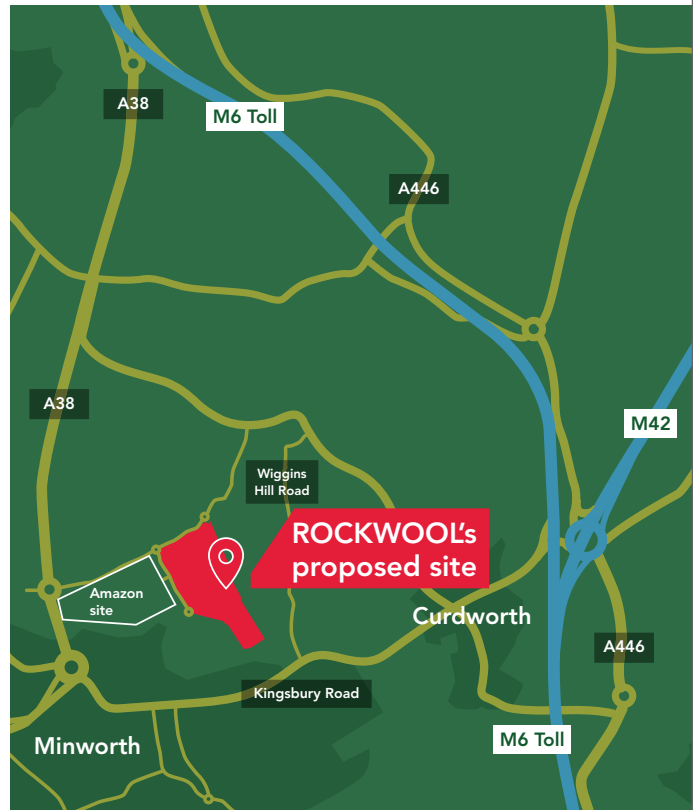 A38
M6 Toll
A446
A38
M42
Wiggins
Hill Road
ROCKWOOL's
proposed site
Amazon
site
Curdworth
A446
Kingsbury Road
M6 Toll
Minworth